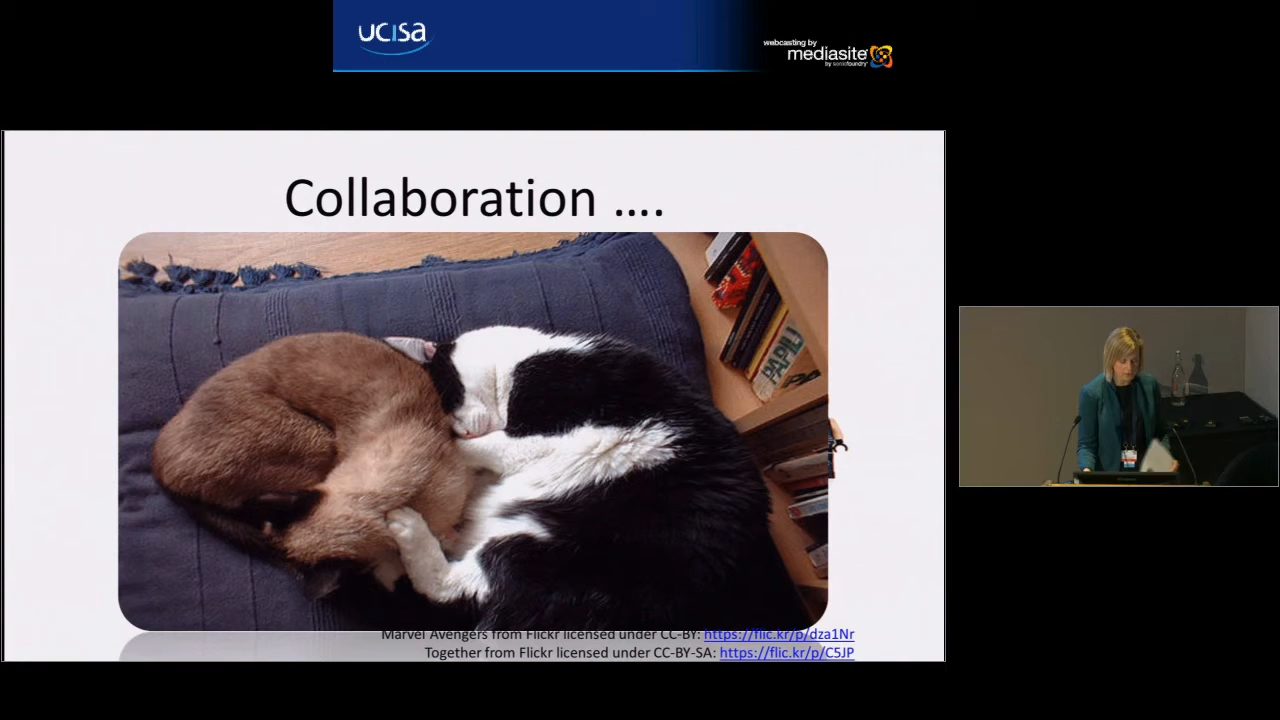 ucisa
webcasting by
mediasite
by sonicfoundry
Collaboration ....
PAPILL
Marvel Avengers from Flickr licensed under CC-BY: https://flic.kr/p/dza1Nr
Together from Flickr licensed under CC-BY-SA: https://flic.kr/p/C5JP